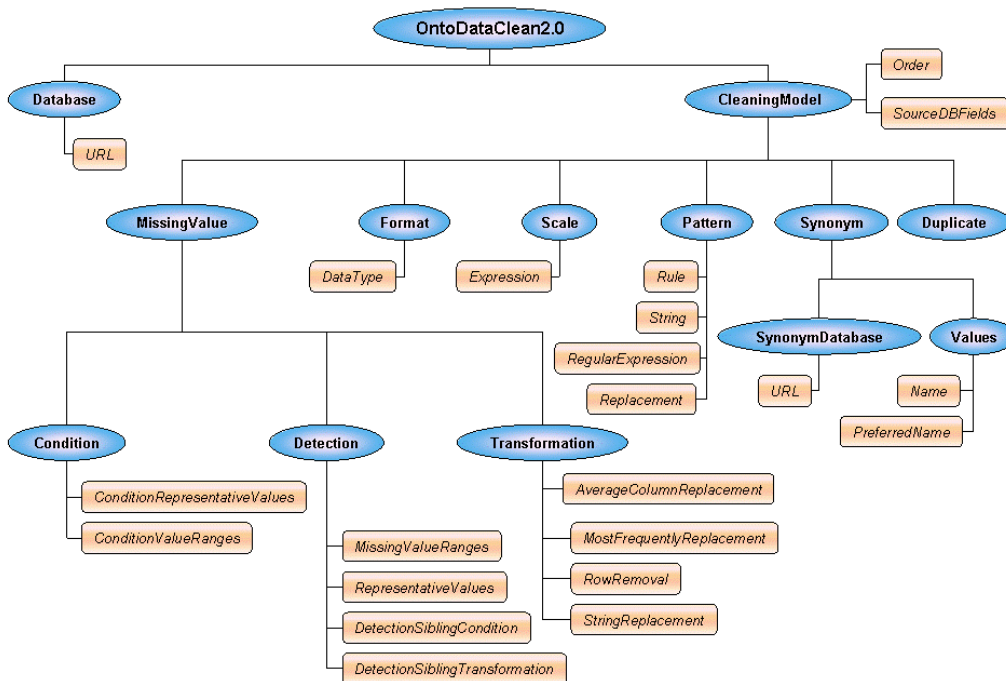 OntoDataClean2.0
Database
CleaningModel
Order
SourceDBFields
URL
MissingValue
Format
Scale
Pattern
Synonym
Duplicate
DataType
Expression
Rule
String
RegularExpression
Replacement
SynonymDatabase
Values
URL
Name
PreferredName
Condition
Detection
Transformation
ConditionRepresentativeValues
ConditionValueRanges
MissingValueRanges
RepresentativeValues
DetectionSiblingCondition
DetectionSiblingTransformation
AverageColumnReplacement
MostFrequentlyReplacement
RowRemoval
StringReplacement